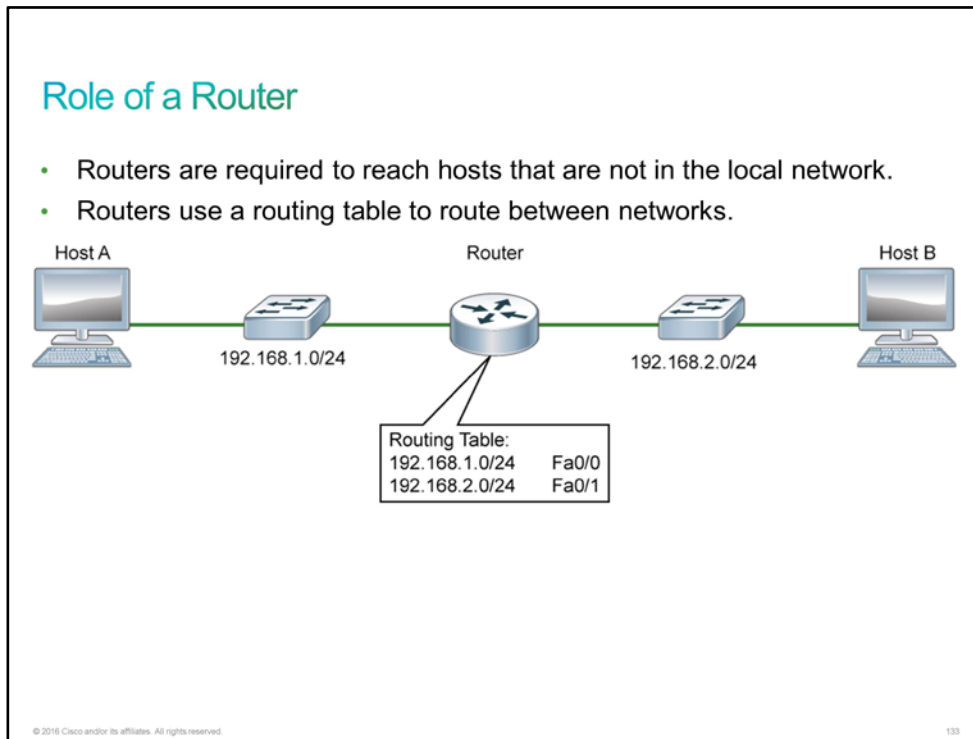 Role of a Router
• Routers are required to reach hosts that are not in the local network.
• Routers use a routing table to route between networks.
Host A
Router
Host B
192.168.1.0/24
192.168.2.0/24
Routing Table:
192.168.1.0/24 Fa0/0
192.168.2.0/24 Fa0/1
© 2016 Cisco and/or its affiliates. All rights reserved.
133